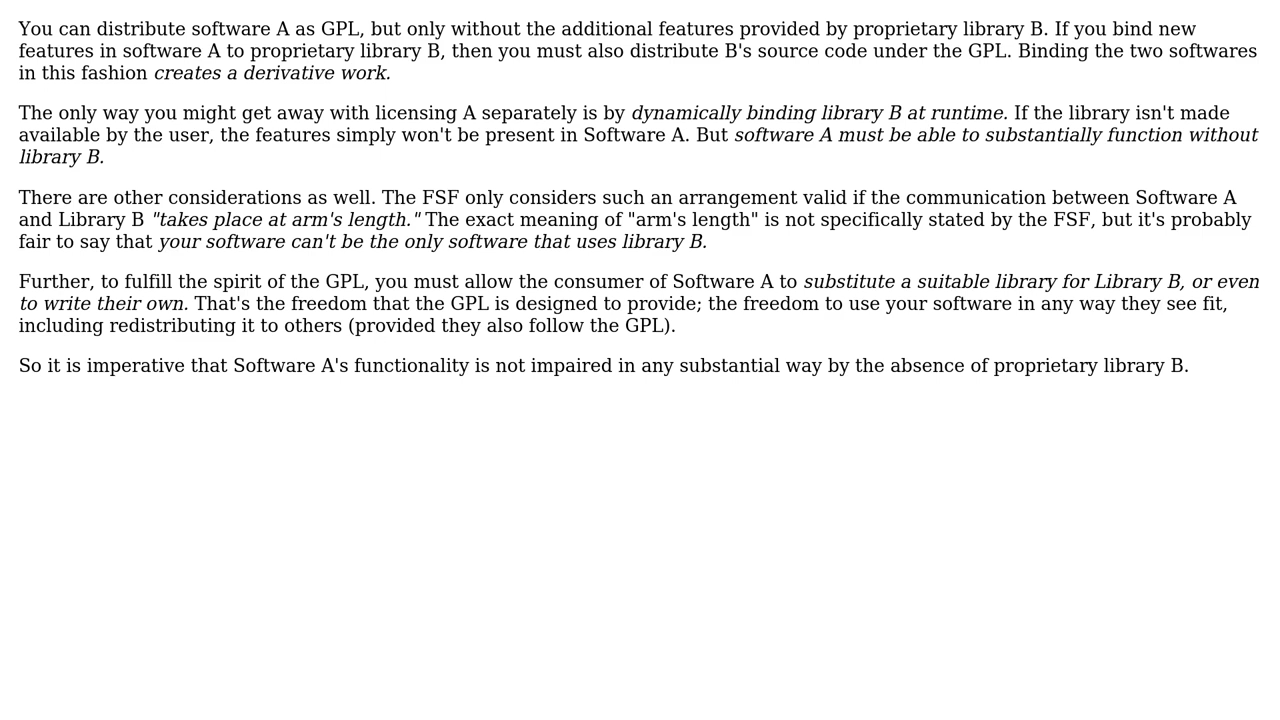 You can distribute software A as GPL, but only without the additional features provided by proprietary library B. If you bind new
features in software A to proprietary library B, then you must also distribute B's source code under the GPL. Binding the two softwares
in this fashion creates a derivative work.
The only way you might get away with licensing A separately is by dynamically binding library B at runtime. If the library isn't made
available by the user, the features simply won't be present in Software A. But software A must be able to substantially function without
library B.
There are other considerations as well. The FSF only considers such an arrangement valid if the communication between Software A
and Library B "takes place at arm's length." The exact meaning of "arm's length" is not specifically stated by the FSF, but it's probably
fair to say that your software can't be the only software that uses library B.
Further, to fulfill the spirit of the GPL, you must allow the consumer of Software A to substitute a suitable library for Library B, or even
to write their own. That's the freedom that the GPL is designed to provide; the freedom to use your software in any way they see fit,
including redistributing it to others (provided they also follow the GPL).
So it is imperative that Software A's functionality is not impaired in any substantial way by the absence of proprietary library B.